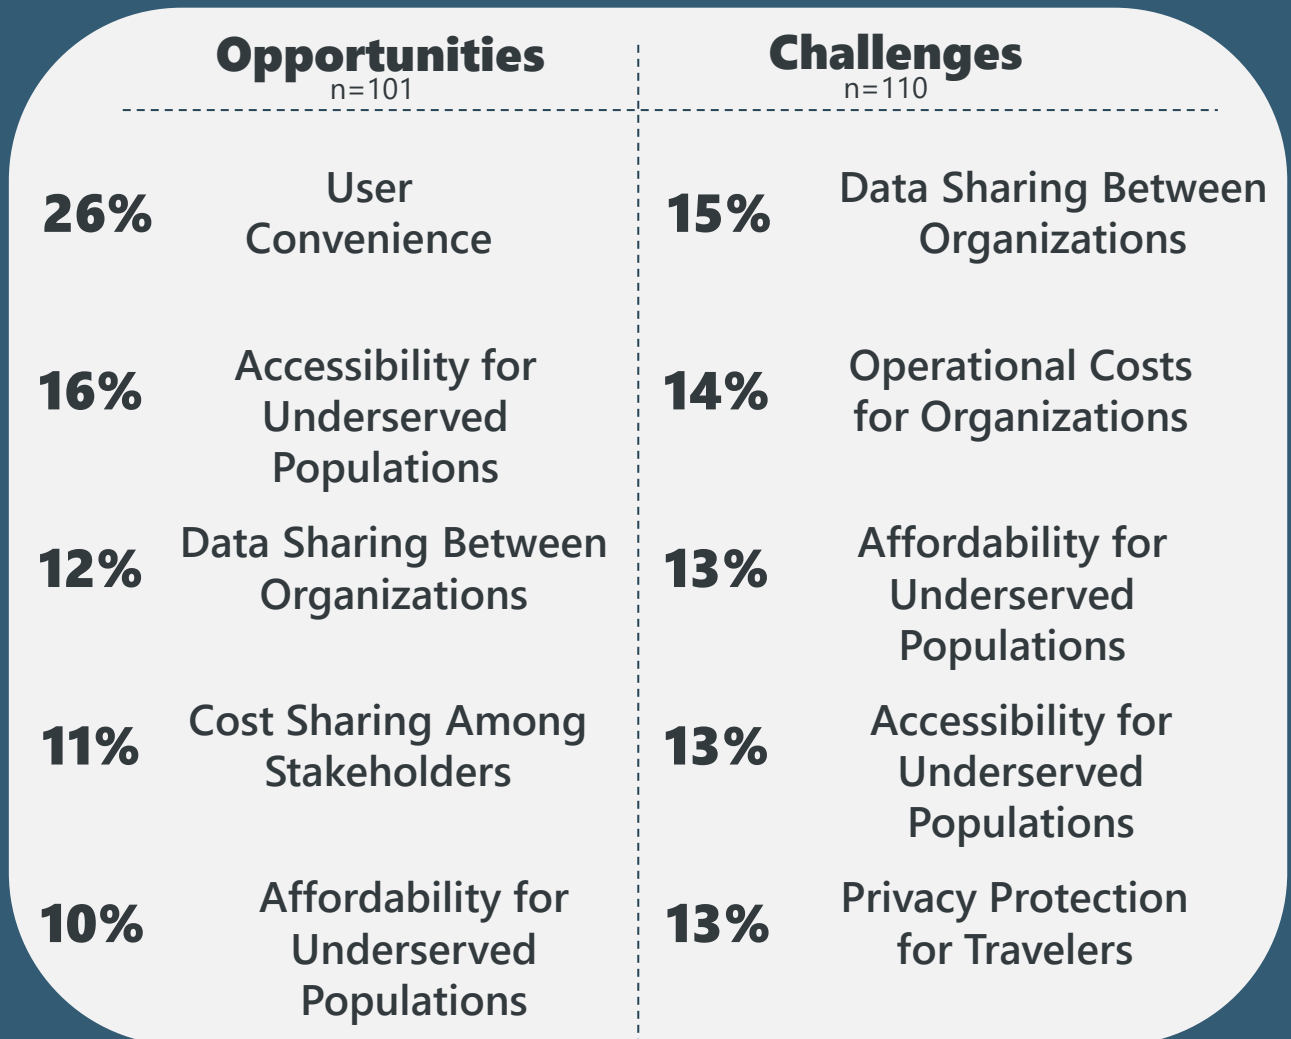 Opportunities
n=101
26%
User
Convenience
16%
Accessibility for
Underserved
Populations
12%
Data Sharing Between
Organizations
11%
Cost Sharing Among
Stakeholders
10%
Affordability for
Underserved
Populations
Challenges
n=110
15%
Data Sharing Between
Organizations
14%
Operational Costs
for Organizations
13%
Affordability for
Underserved
Populations
13%
Accessibility for
Underserved
Populations
13%
Privacy Protection
for Travelers